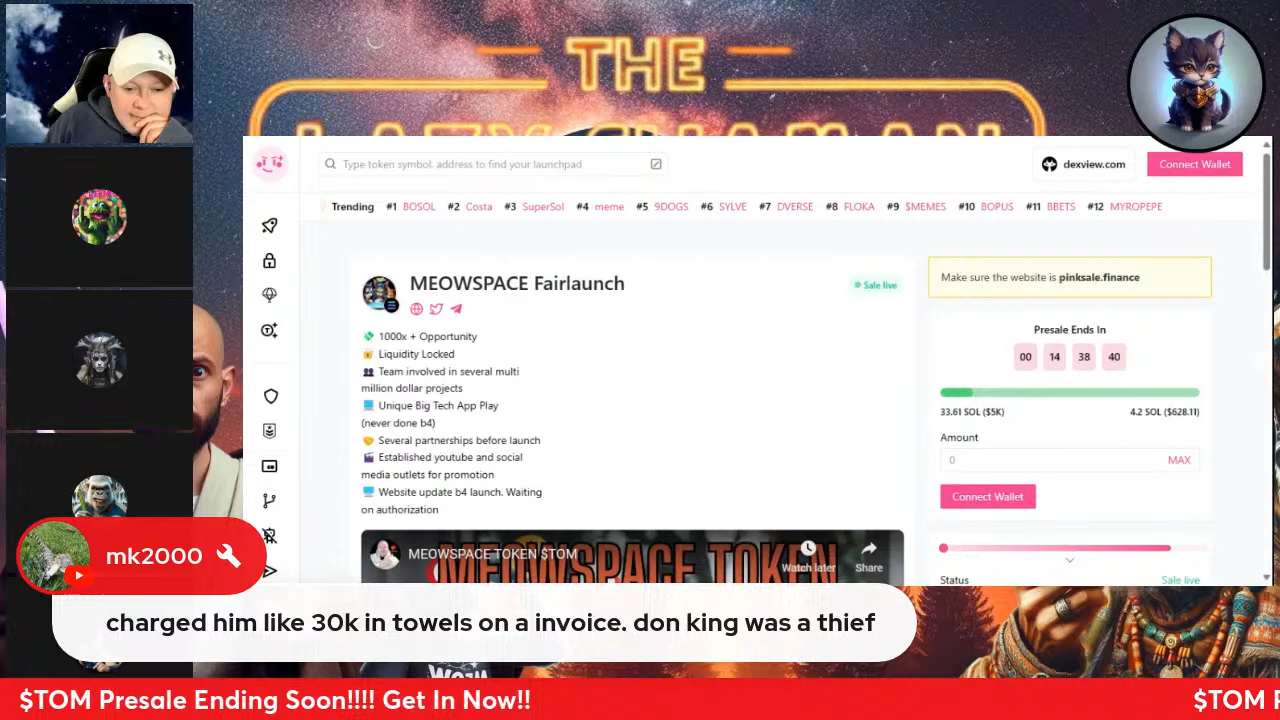 THE
LAZY SHAMAN
Type token symbol, address to find your launchpad
dexview.com
Connect Wallet
Trending #1 BOSOL #2 Costa #3 SuperSol #4 meme #5 9DOGS #6 SYLVE #7 DVERSE #8 FLOKA #9 $MEMES #10 BOPUS #11 BBETS #12 MYROPEPE
MEOWSPACE Fairlaunch
Sale live
💸 1000x + Opportunity
🔒 Liquidity Locked
👥 Team involved in several multi
million dollar projects
💻 Unique Big Tech App Play
(never done b4)
🤝 Several partnerships before launch
🎬 Established youtube and social
media outlets for promotion
💻 Website update b4 launch. Waiting
on authorization
MEOWSPACE TOKEN $TOM
MEOWSPACE TOKEN
Watch later
Share
Make sure the website is pinksale.finance
Presale Ends In
00 14 38 40
33.61 SOL ($5K)
4.2 SOL ($628.11)
Amount
0
MAX
Connect Wallet
Status
Sale live
mk2000
charged him like 30k in towels on a invoice. don king was a thief
$TOM Presale Ending Soon!!!! Get In Now!!
$TOM P